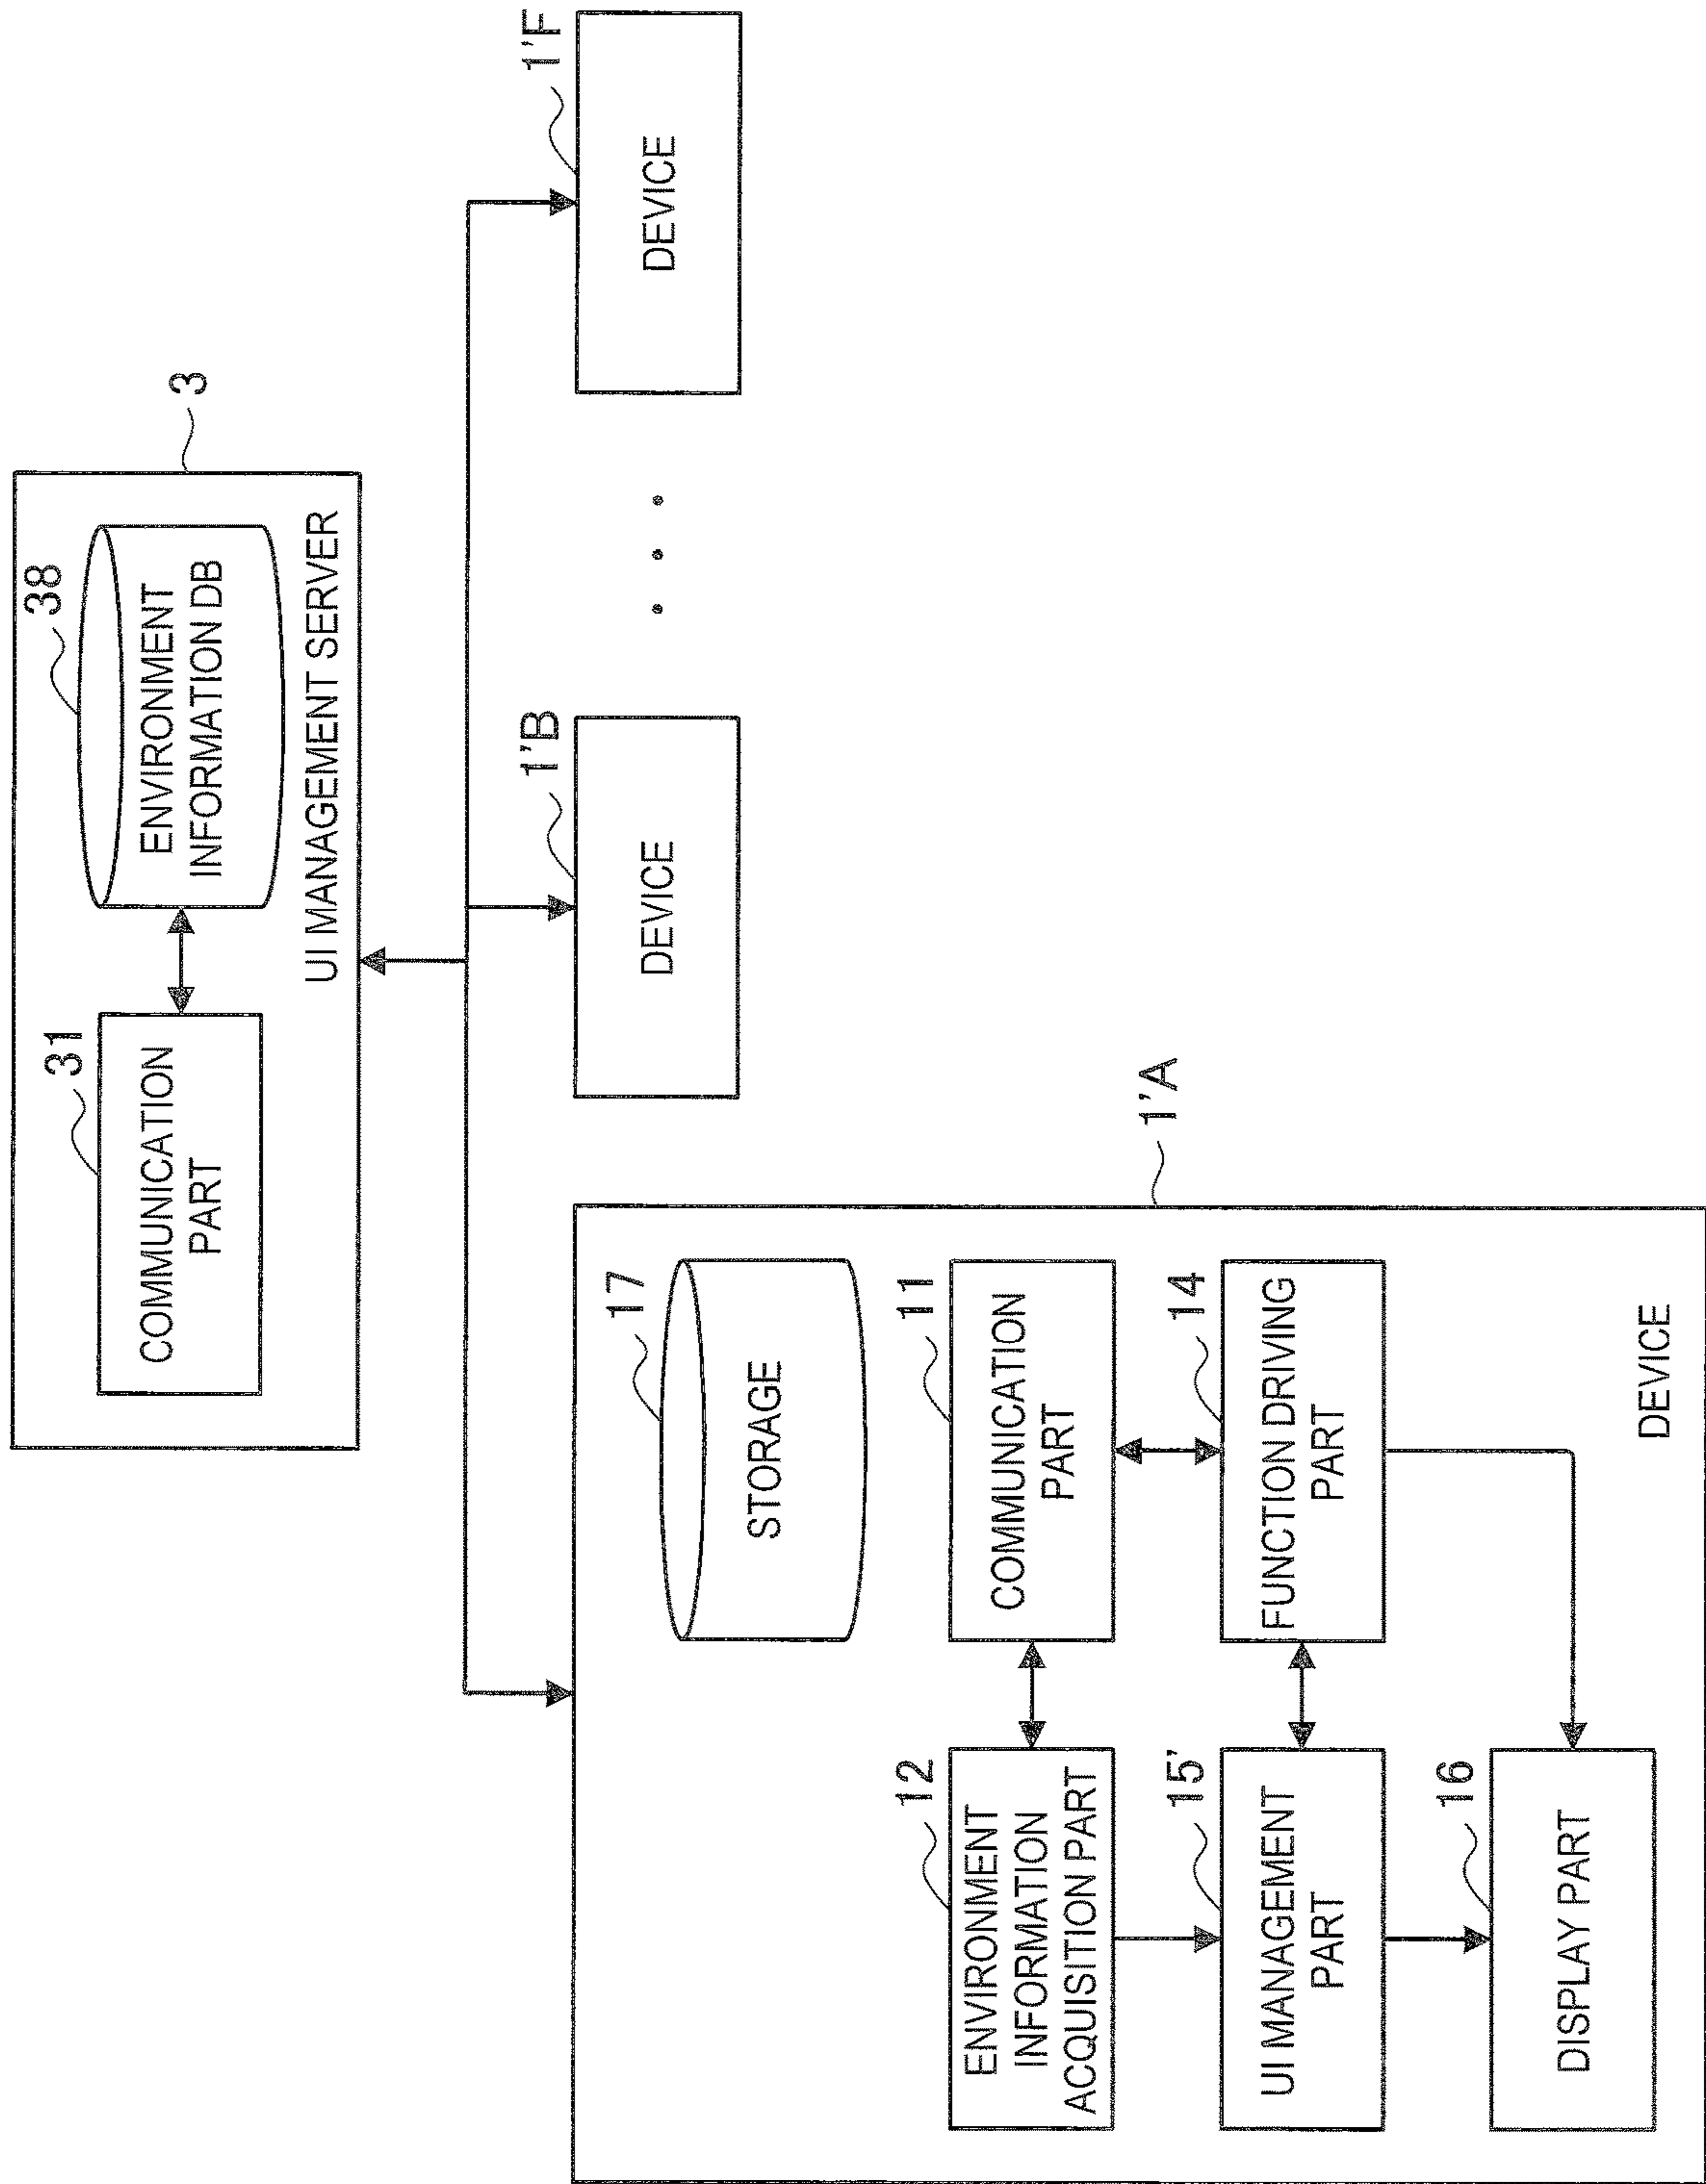 3
31
COMMUNICATION
PART
38
ENVIRONMENT
INFORMATION DB
UI MANAGEMENT SERVER
1'B
DEVICE
1'F
DEVICE
1'A
17
STORAGE
12
ENVIRONMENT
INFORMATION
ACQUISITION PART
11
COMMUNICATION
PART
15'
UI MANAGEMENT
PART
14
FUNCTION DRIVING
PART
16
DISPLAY PART
DEVICE